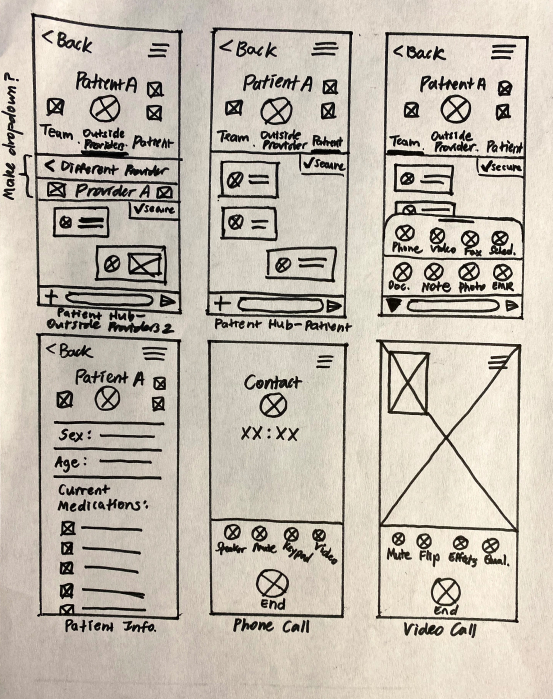 Make dropdown?
< Back
Patient A
Team Outside Provider Patient
< Different Provider
Provider A
✓secure
+
Patient Hub-
Outside Providers 2
< Back
Patient A
Team Outside Provider Patient
✓secure
+
Patient Hub-Patient
< Back
Patient A
Team Outside Provider Patient
✓secure
Phone Video Fax Sched.
Doc. Note Photo EMR
< Back
Patient A
Sex:
Age:
Current
Medications:
Patient Info.
Contact
XX:XX
Speaker Mute Keypad Video
End
Phone Call
Mute Flip Effects
End
Video Call